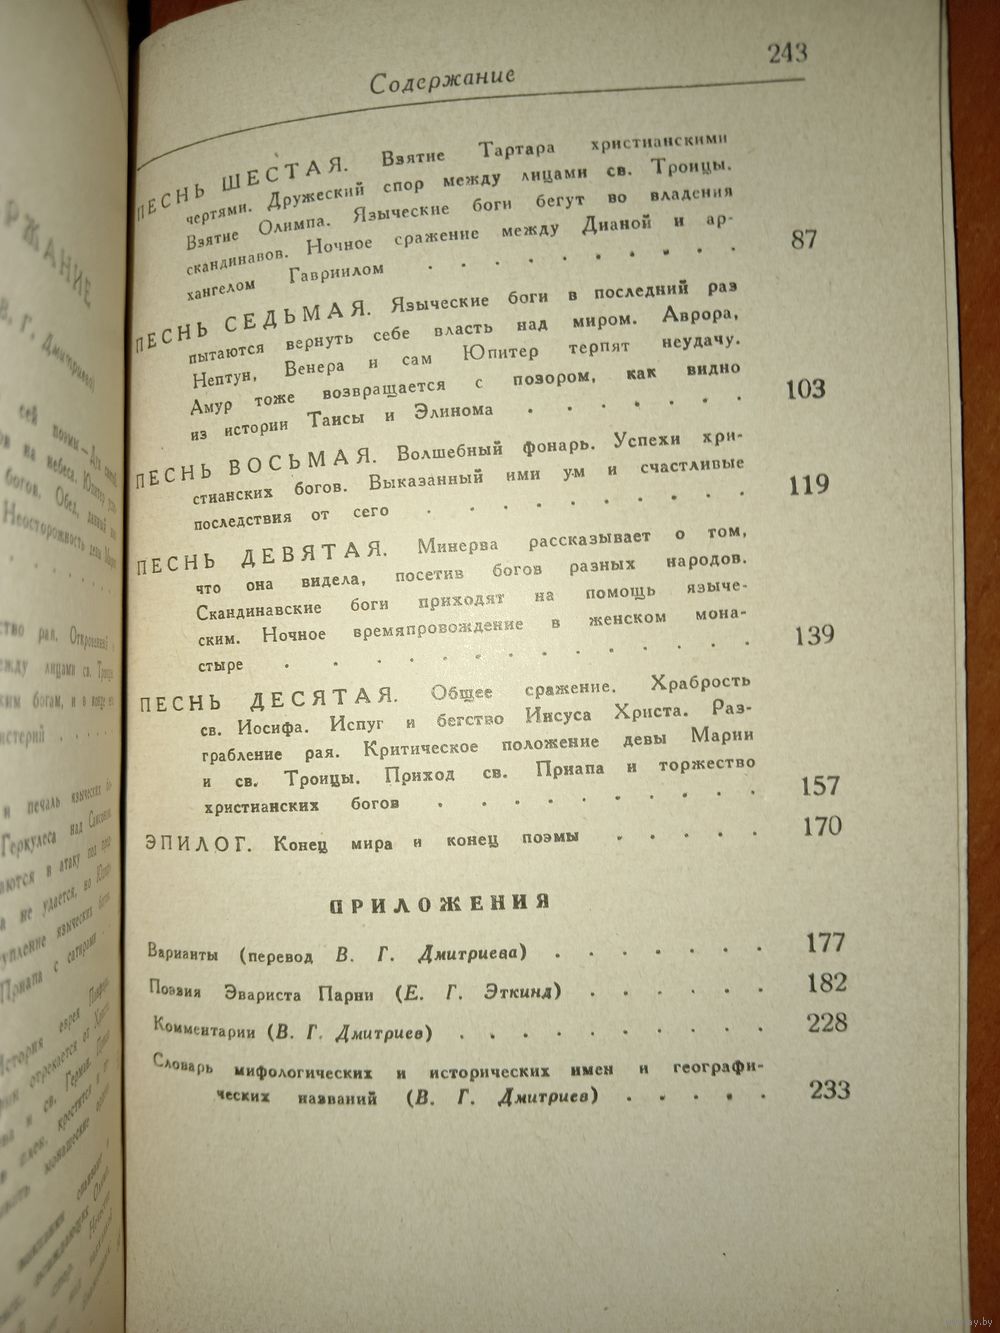 243
Содержание
ПЕСНЬ ШЕСТАЯ. Взятие Тартара христианскими
чертями. Дружеский спор между лицами св. Троицы.
Взятие Олимпа. Языческие боги бегут во владения
скандинавов. Ночное сражение между Дианой и ар-
хангелом Гавриилом . . . . . . . . 87
ПЕСНЬ СЕДЬМАЯ. Языческие боги в последний раз
пытаются вернуть себе власть над миром. Аврора,
Нептун, Венера и сам Юпитер терпят неудачу.
Амур тоже возвращается с позором, как видно
из истории Таисы и Элинома . . . . . . 103
ПЕСНЬ ВОСЬМАЯ. Волшебный фонарь. Успехи хри-
стианских богов. Выказанный ими ум и счастливые
последствия от сего . . . . . . . . 119
ПЕСНЬ ДЕВЯТАЯ. Минерва рассказывает о том,
что она видела, посетив богов разных народов.
Скандинавские боги приходят на помощь языче-
ским. Ночное времяпровождение в женском мона-
стыре . . . . . . . . . . . 139
ПЕСНЬ ДЕСЯТАЯ. Общее сражение. Храбрость
св. Иосифа. Испуг и бегство Иисуса Христа. Раз-
грабление рая. Критическое положение девы Марии
и св. Троицы. Приход св. Приапа и торжество
христианских богов . . . . . . . . 157
ЭПИЛОГ. Конец мира и конец поэмы . . . . 170
ПРИЛОЖЕНИЯ
Варианты (перевод В. Г. Дмитриева) . . . . . . 177
Поэзия Эвариста Парни (Е. Г. Эткинд) . . . . . 182
Комментарии (В. Г. Дмитриев) . . . . . . . . 228
Словарь мифологических и исторических имен и географи-
ческих названий (В. Г. Дмитриев) . . . . . 233